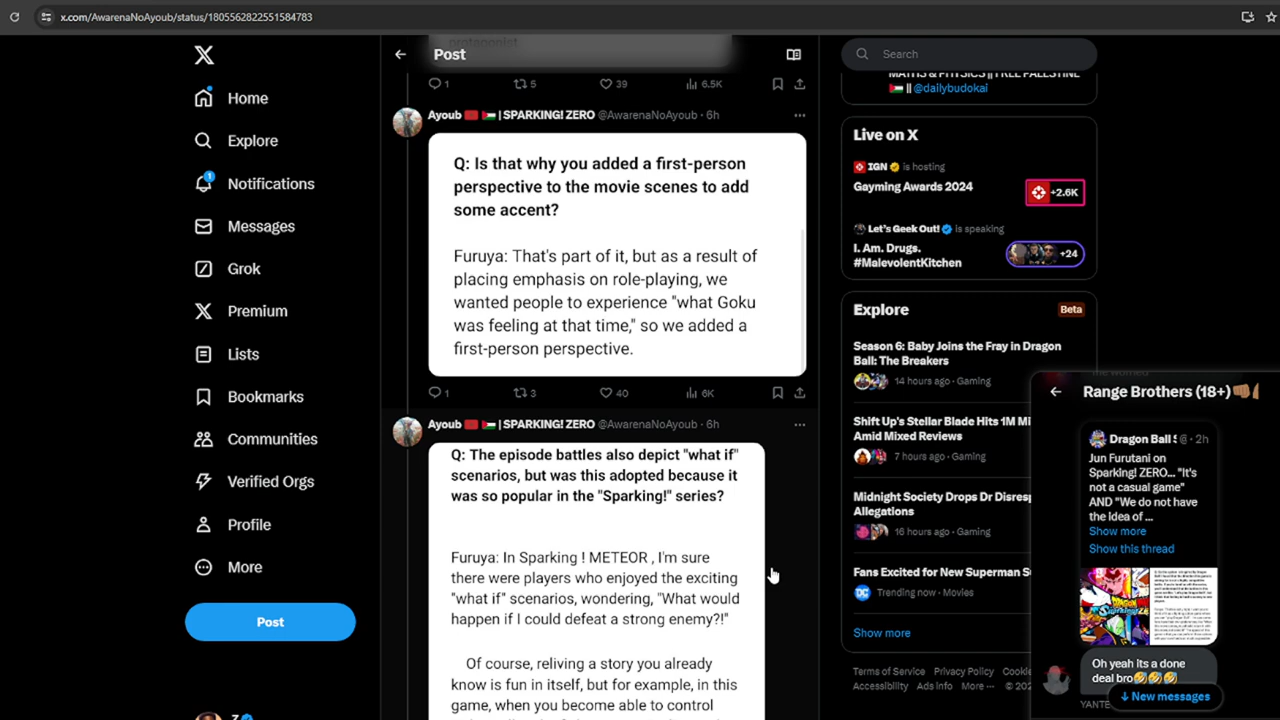 x.com/AwarenaNoAyoub/status/1805562822551584783
Home
Explore
Notifications
1
Messages
Grok
Premium
Lists
Bookmarks
Communities
Verified Orgs
Profile
More
Post
Post
1 5 39 6.5K
Ayoub | SPARKING! ZERO @AwarenaNoAyoub · 6h
Q: Is that why you added a first-person
perspective to the movie scenes to add
some accent?
Furuya: That's part of it, but as a result of
placing emphasis on role-playing, we
wanted people to experience "what Goku
was feeling at that time," so we added a
first-person perspective.
1 3 40 6K
Ayoub | SPARKING! ZERO @AwarenaNoAyoub · 6h
Q: The episode battles also depict "what if"
scenarios, but was this adopted because it
was so popular in the "Sparking!" series?
Furuya: In Sparking ! METEOR , I'm sure
there were players who enjoyed the exciting
"what if" scenarios, wondering, "What would
happen if I could defeat a strong enemy?!"
Of course, reliving a story you already
know is fun in itself, but for example, in this
game, when you become able to control
Search
MATHS & PHYSICS || FREE PALESTINE
|| @dailybudokai
Live on X
IGN is hosting
Gayming Awards 2024
+2.6K
Let's Geek Out! is speaking
I. Am. Drugs.
#MalevolentKitchen
+24
Explore
Beta
Season 6: Baby Joins the Fray in Dragon
Ball: The Breakers
14 hours ago · Gaming
Shift Up's Stellar Blade Hits 1M
Amid Mixed Reviews
7 hours ago · Gaming
Midnight Society Drops Dr
Allegations
16 hours ago · Gaming
Fans Excited for New Superman
Trending now · Movies
Show more
Terms of Service Privacy Policy
Accessibility Ads info More ··· ©
Range Brothers (18+)
Dragon Ball · 2h
Jun Furutani on
Sparking! ZERO... "It's
not a casual game"
AND "We do not have
the idea of ...
Show more
Show this thread
Oh yeah its a done
deal bro🤣🤣🤣
New messages